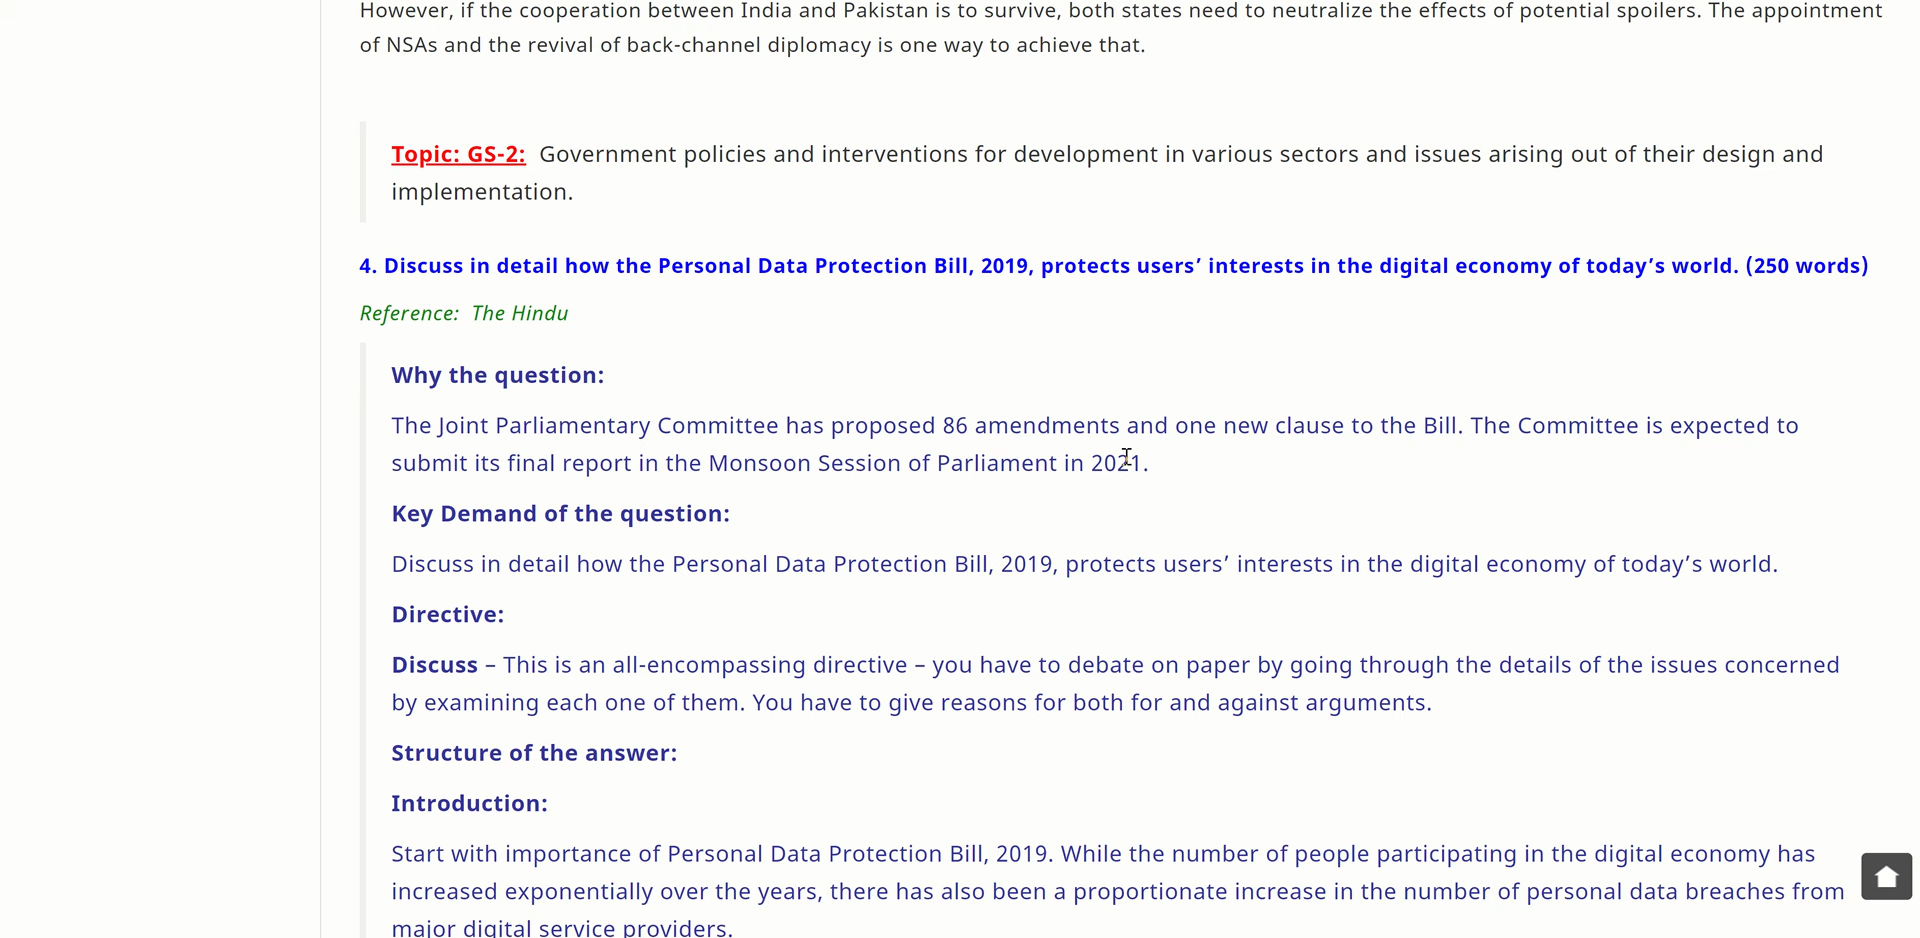 However, if the cooperation between India and Pakistan is to survive, both states need to neutralize the effects of potential spoilers. The appointment
of NSAs and the revival of back-channel diplomacy is one way to achieve that.
Topic: GS-2: Government policies and interventions for development in various sectors and issues arising out of their design and
implementation.
4. Discuss in detail how the Personal Data Protection Bill, 2019, protects users’ interests in the digital economy of today’s world. (250 words)
Reference: The Hindu
Why the question:
The Joint Parliamentary Committee has proposed 86 amendments and one new clause to the Bill. The Committee is expected to
submit its final report in the Monsoon Session of Parliament in 2021.
Key Demand of the question:
Discuss in detail how the Personal Data Protection Bill, 2019, protects users’ interests in the digital economy of today’s world.
Directive:
Discuss – This is an all-encompassing directive – you have to debate on paper by going through the details of the issues concerned
by examining each one of them. You have to give reasons for both for and against arguments.
Structure of the answer:
Introduction:
Start with importance of Personal Data Protection Bill, 2019. While the number of people participating in the digital economy has
increased exponentially over the years, there has also been a proportionate increase in the number of personal data breaches from
major digital service providers.